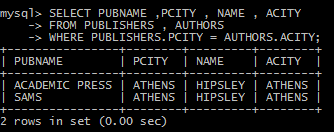 mysql> SELECT PUBNAME ,PCITY , NAME , ACITY
    -> FROM PUBLISHERS , AUTHORS
    -> WHERE PUBLISHERS.PCITY = AUTHORS.ACITY;
+----------------+--------+---------+--------+
| PUBNAME        | PCITY  | NAME    | ACITY  |
+----------------+--------+---------+--------+
| ACADEMIC PRESS | ATHENS | HIPSLEY | ATHENS |
| SAMS           | ATHENS | HIPSLEY | ATHENS |
+----------------+--------+---------+--------+
2 rows in set (0.00 sec)